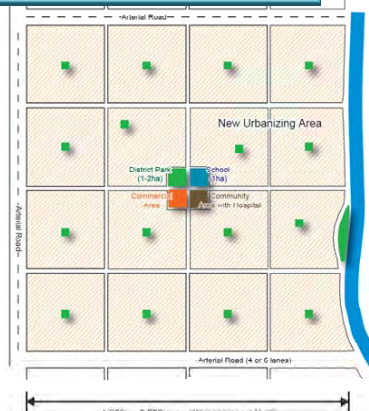 Arterial Road
New Urbanizing Area
District Park
(1-2ha)
School
(1ha)
Commercial
Area
Community
Area with Hospital
Arterial Road
Arterial Road (4 or 6 lanes)